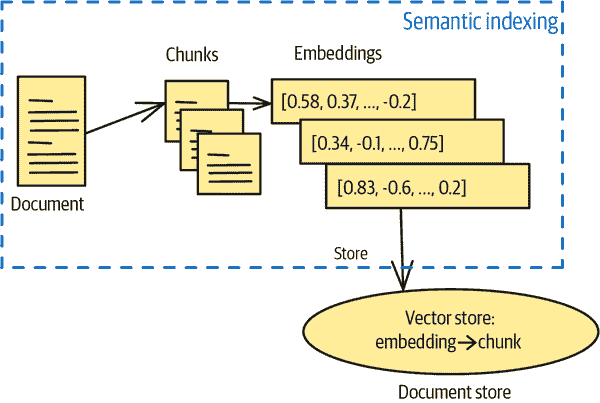 Semantic indexing
Chunks
Embeddings
[0.58, 0.37, ..., -0.2]
[0.34, -0.1, ..., 0.75]
[0.83, -0.6, ..., 0.2]
Document
Store
Vector store:
embedding→chunk
Document store